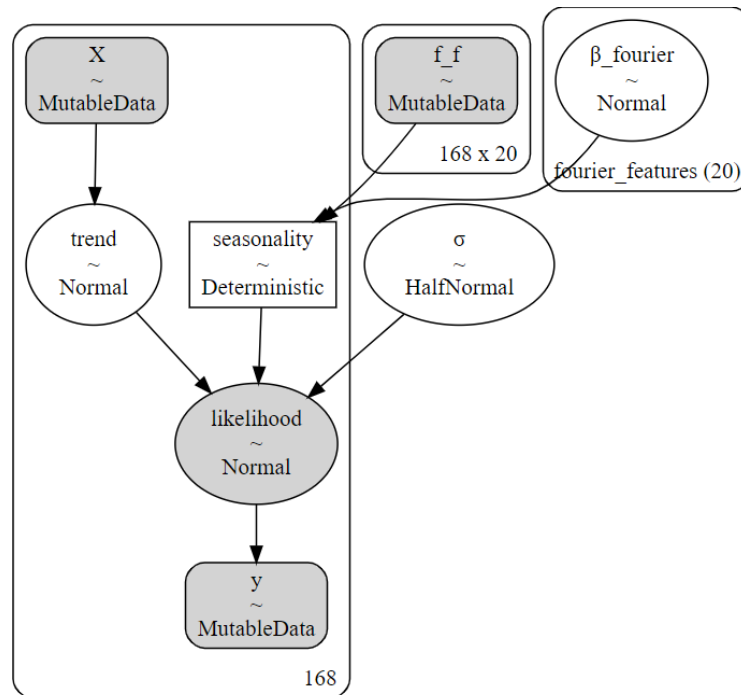 X
~
MutableData
f_f
~
MutableData
168 x 20
β_fourier
~
Normal
fourier_features (20)
trend
~
Normal
seasonality
~
Deterministic
σ
~
HalfNormal
likelihood
~
Normal
y
~
MutableData
168